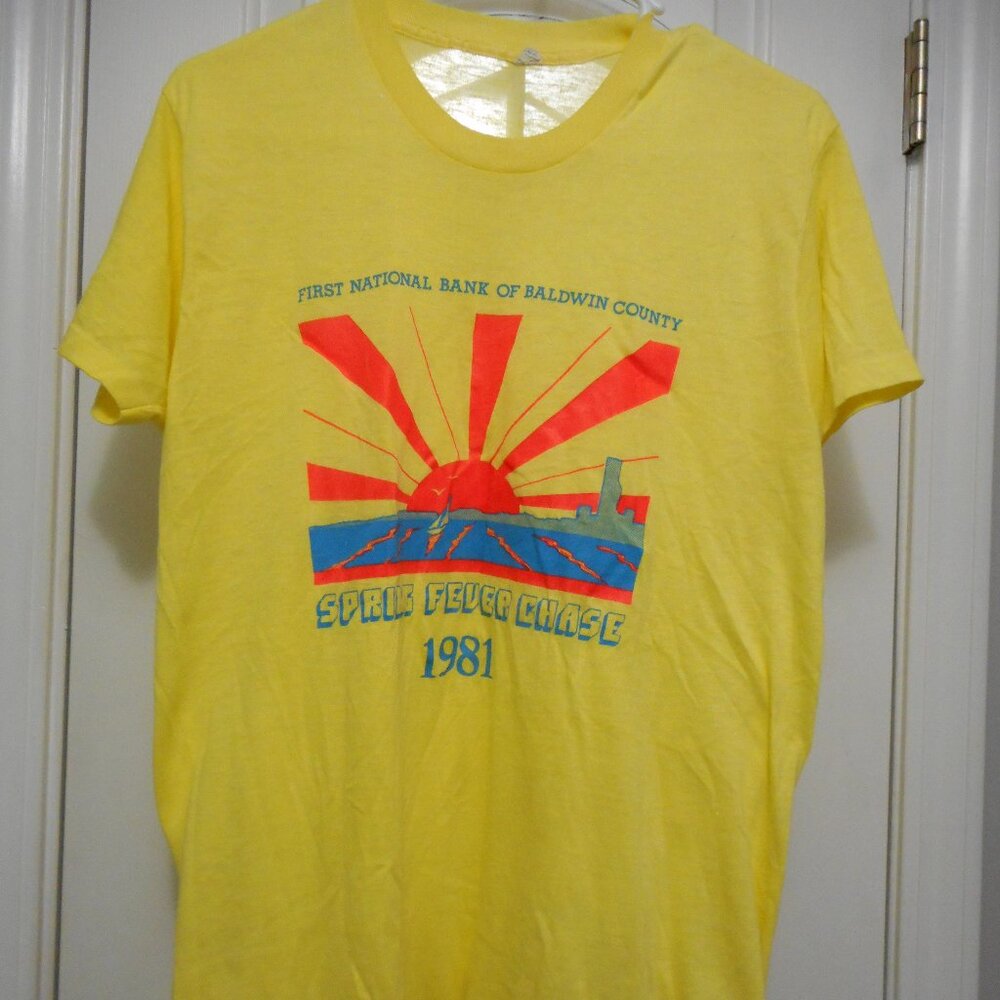 FIRST NATIONAL BANK OF BALDWIN COUNTY
SPRING FEVER CHASE
1981